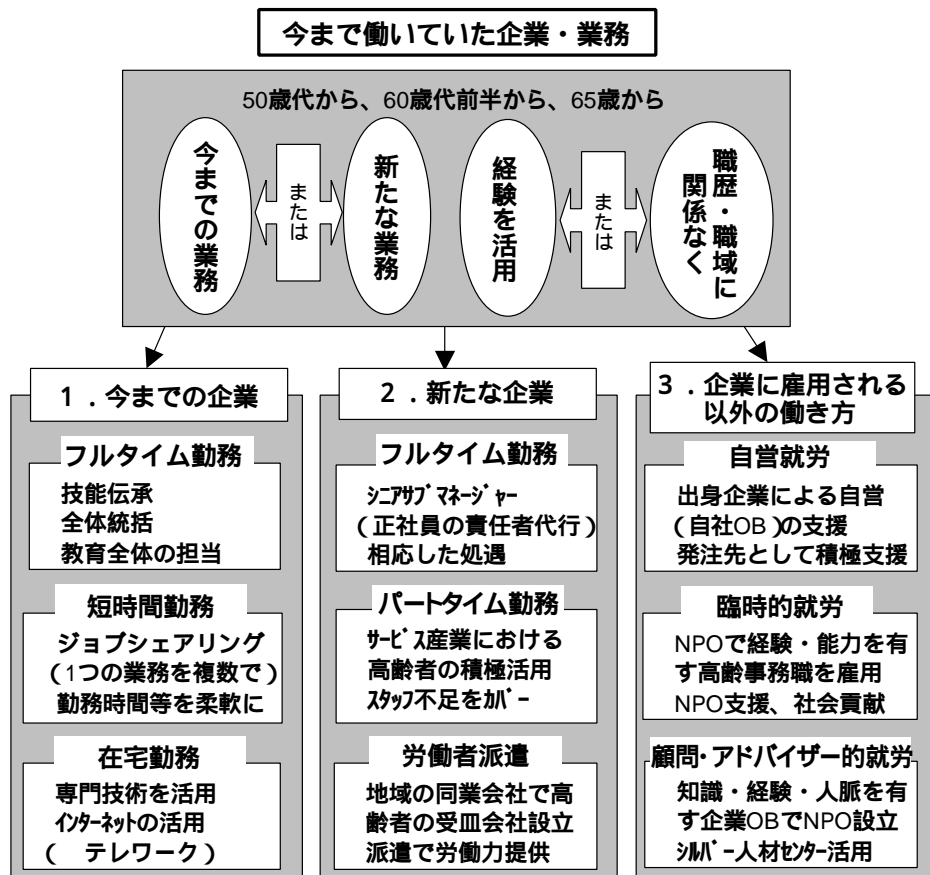 今まで働いていた企業・業務
50歳代から、60歳代前半から、65歳から
今までの業務
または
新たな業務
経験を活用
または
職歴・職域に
関係なく
1．今までの企業
フルタイム勤務
技能伝承
全体統括
教育全体の担当
短時間勤務
ジョブシェアリング
（1つの業務を複数で）
勤務時間等を柔軟に
在宅勤務
専門技術を活用
ｲﾝﾀｰﾈｯﾄの活用
（　テレワーク）
2．新たな企業
フルタイム勤務
ｼﾆｱｻﾌﾞﾏﾈｰｼﾞｬｰ
（正社員の責任者代行）
相応した処遇
パートタイム勤務
ｻｰﾋﾞｽ産業における
高齢者の積極活用
ｽﾀｯﾌ不足をｶﾊﾞｰ
労働者派遣
地域の同業会社で高
齢者の受皿会社設立
派遣で労働力提供
3．企業に雇用される
以外の働き方
自営就労
出身企業による自営
（自社OB）の支援
発注先として積極支援
臨時的就労
NPOで経験・能力を有
す高齢事務職を雇用
NPO支援、社会貢献
顧問・アドバイザー的就労
知識・経験・人脈を有
す企業OBでNPO設立
ｼﾙﾊﾞｰ人材ｾﾝﾀｰ活用